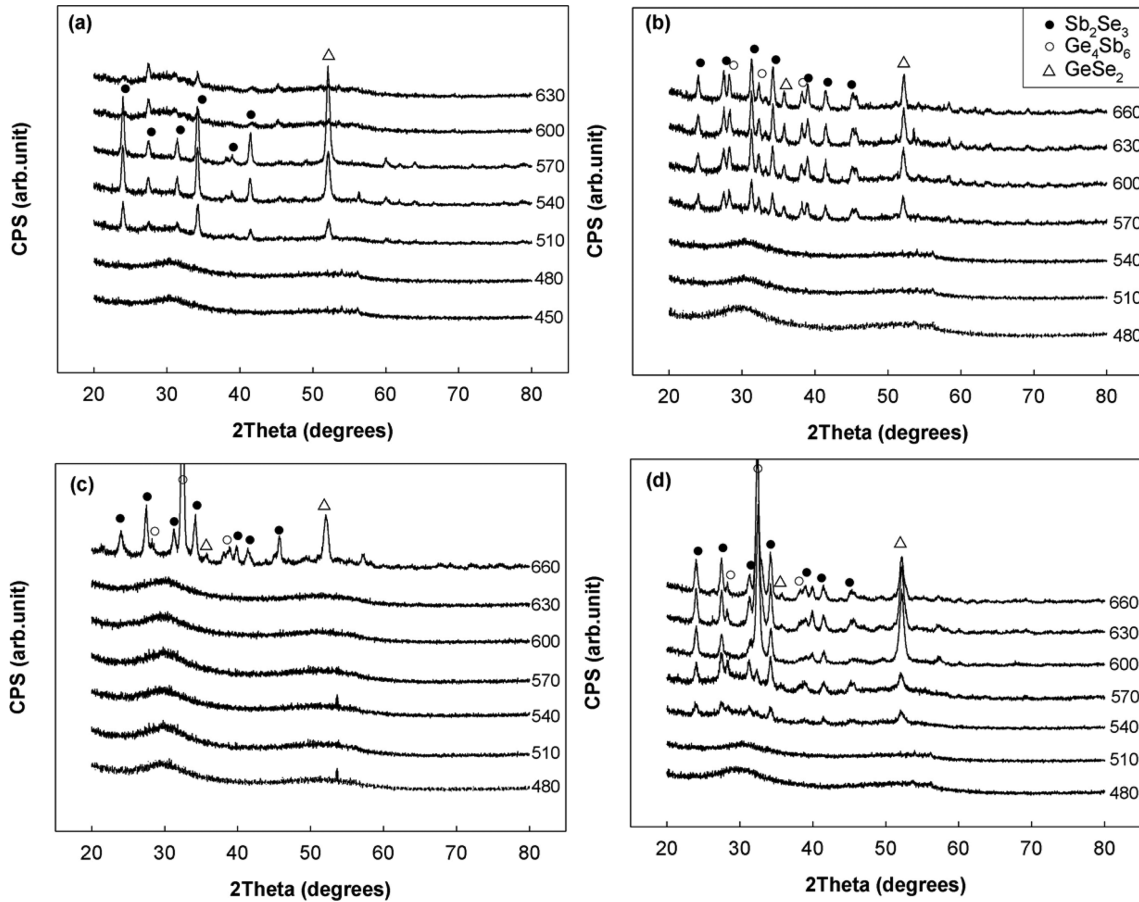 (a)
CPS (arb.unit)
630
600
570
540
510
480
450
20 30 40 50 60 70 80
2Theta (degrees)
(b)
● Sb₂Se₃
○ Ge₄Sb₆
△ GeSe₂
CPS (arb.unit)
660
630
600
570
540
510
480
20 30 40 50 60 70 80
2Theta (degrees)
(c)
CPS (arb.unit)
660
630
600
570
540
510
480
20 30 40 50 60 70 80
2Theta (degrees)
(d)
CPS (arb.unit)
660
630
600
570
540
510
480
20 30 40 50 60 70 80
2Theta (degrees)